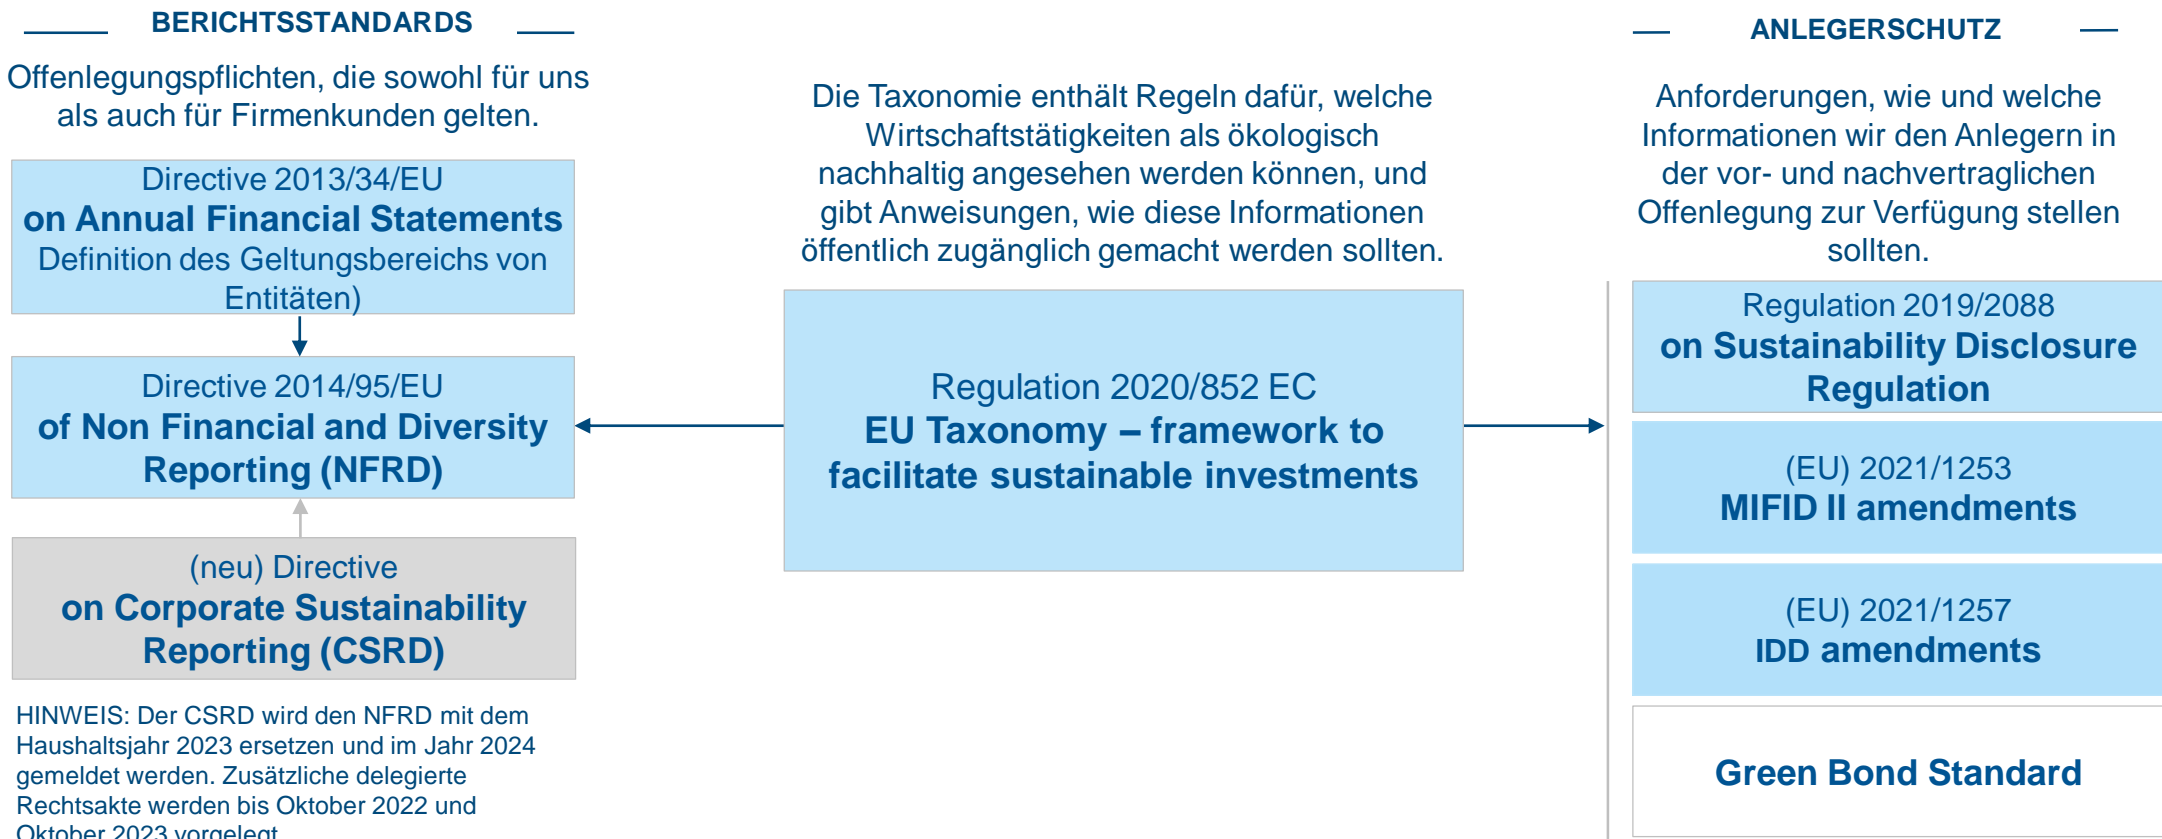 BERICHTSSTANDARDS
Offenlegungspflichten, die sowohl für uns
als auch für Firmenkunden gelten.
Directive 2013/34/EU
on Annual Financial Statements
Definition des Geltungsbereichs von
Entitäten)
Directive 2014/95/EU
of Non Financial and Diversity
Reporting (NFRD)
(neu) Directive
on Corporate Sustainability
Reporting (CSRD)
HINWEIS: Der CSRD wird den NFRD mit dem
Haushaltsjahr 2023 ersetzen und im Jahr 2024
gemeldet werden. Zusätzliche delegierte
Rechtsakte werden bis Oktober 2022 und
Oktober 2023 vorgelegt
Die Taxonomie enthält Regeln dafür, welche
Wirtschaftstätigkeiten als ökologisch
nachhaltig angesehen werden können, und
gibt Anweisungen, wie diese Informationen
öffentlich zugänglich gemacht werden sollten.
Regulation 2020/852 EC
EU Taxonomy – framework to
facilitate sustainable investments
ANLEGERSCHUTZ
Anforderungen, wie und welche
Informationen wir den Anlegern in
der vor- und nachvertraglichen
Offenlegung zur Verfügung stellen
sollten.
Regulation 2019/2088
on Sustainability Disclosure
Regulation
(EU) 2021/1253
MIFID II amendments
(EU) 2021/1257
IDD amendments
Green Bond Standard